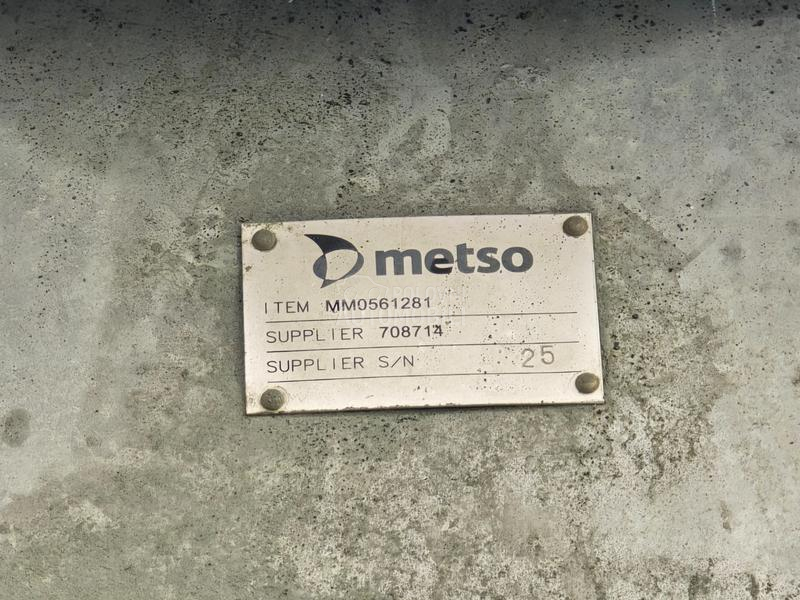 metso
ITEM MM0561281
SUPPLIER 708714
SUPPLIER S/N 25